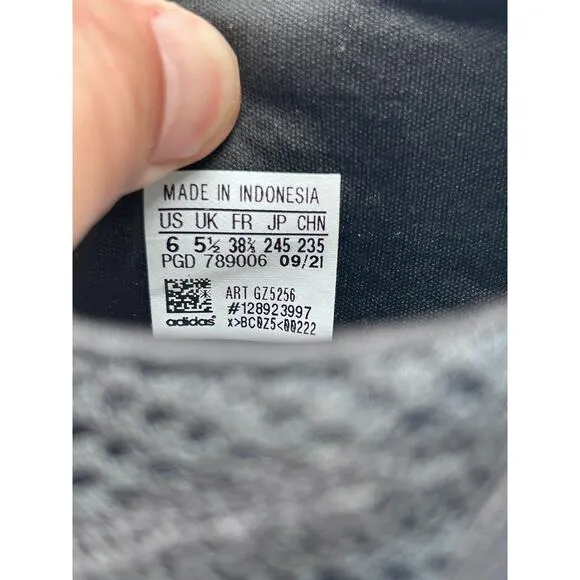 MADE IN INDONESIA
US UK FR JP CHN
6 5½ 38⅔ 245 235
PGD 789006 09/21
ART GZ5256
#128923997
adidas x>BC0Z5<00222